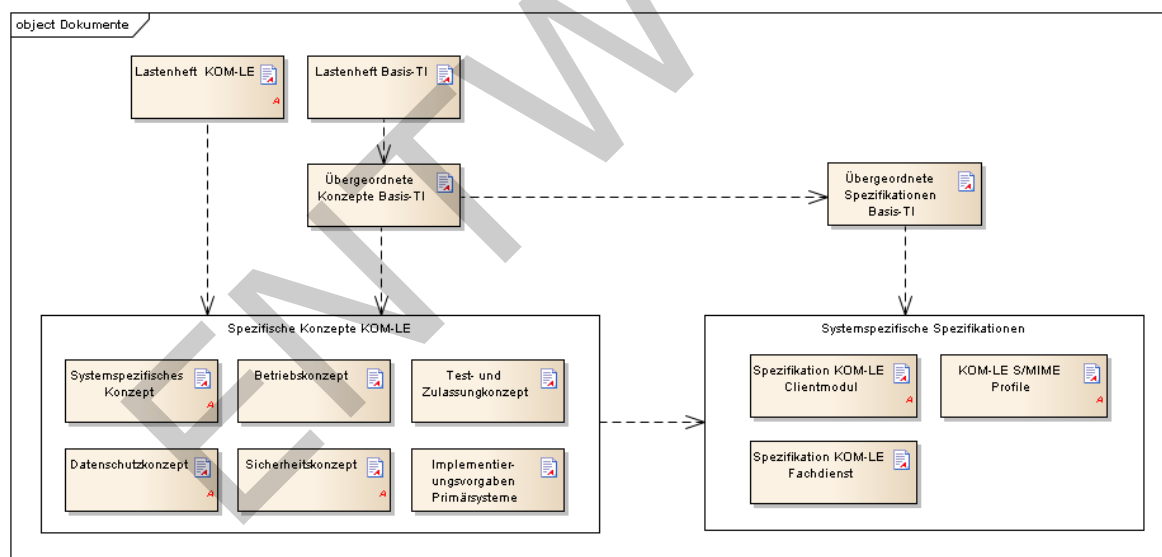 object Dokumente
Lastenheft KOM-LE
A
Lastenheft Basis-TI
Übergeordnete
Konzepte Basis-TI
Übergeordnete
Spezifikationen
Basis-TI
Spezifische Konzepte KOM-LE
Systemspezifisches
Konzept
A
Betriebskonzept
Test- und
Zulassungkonzept
Datenschutzkonzept
A
Sicherheitskonzept
A
Implementier-
ungsvorgaben
Primärsysteme
Systemspezifische Spezifikationen
Spezifikation KOM-LE
Clientmodul
A
KOM-LE S/MIME
Profile
A
Spezifikation KOM-LE
Fachdienst
ENTW